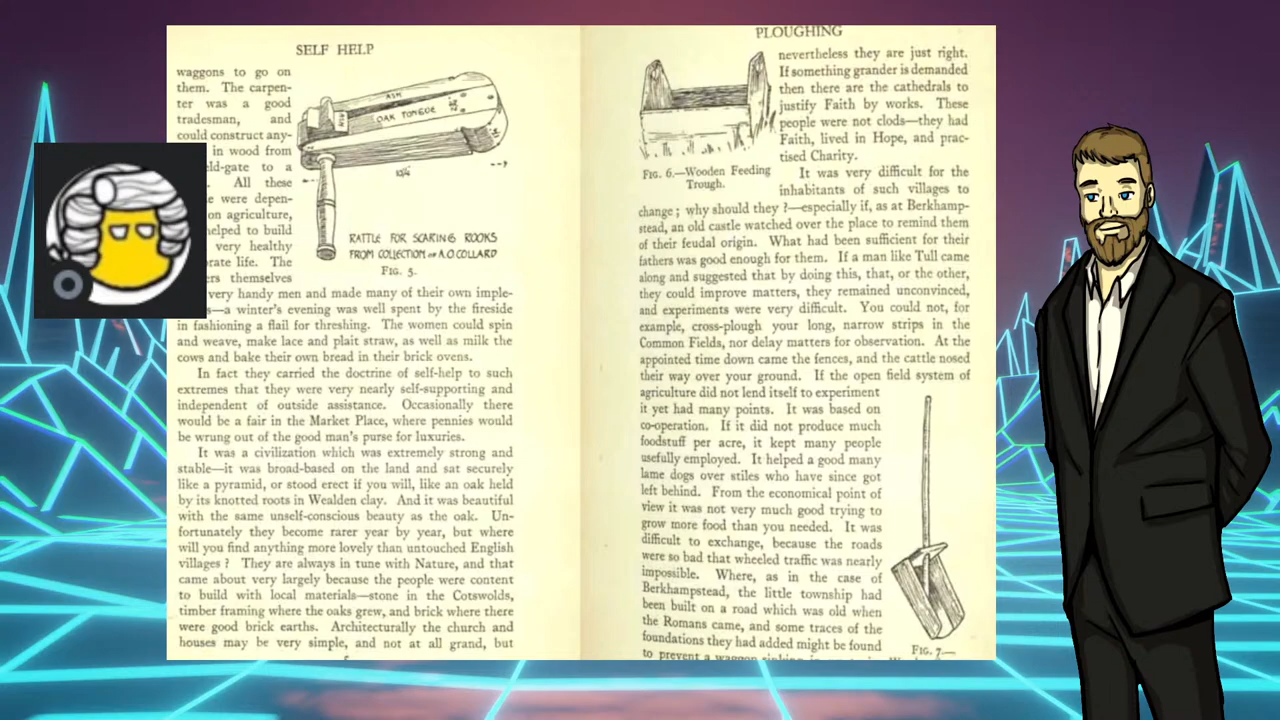 SELF HELP
waggons to go on
them. The carpen-
ter was a good
tradesman, and
could construct any-
in wood from
eld-gate to a
All these
e were depen-
on agriculture,
helped to build
very healthy
orate life. The
ers themselves
very handy men and made many of their own imple-
s—a winter's evening was well spent by the fireside
in fashioning a flail for threshing. The women could spin
and weave, make lace and plait straw, as well as milk the
cows and bake their own bread in their brick ovens.
In fact they carried the doctrine of self-help to such
extremes that they were very nearly self-supporting and
independent of outside assistance. Occasionally there
would be a fair in the Market Place, where pennies would
be wrung out of the good man's purse for luxuries.
It was a civilization which was extremely strong and
stable—it was broad-based on the land and sat securely
like a pyramid, or stood erect if you will, like an oak held
by its knotted roots in Wealden clay. And it was beautiful
with the same unself-conscious beauty as the oak. Un-
fortunately they become rarer year by year, but where
will you find anything more lovely than untouched English
villages ? They are always in tune with Nature, and that
came about very largely because the people were content
to build with local materials—stone in the Cotswolds,
timber framing where the oaks grew, and brick where there
were good brick earths. Architecturally the church and
houses may be very simple, and not at all grand, but
ASH
OAK TONGUE
ASH
RATTLE FOR SCARING ROOKS
FROM COLLECTION OF A.O COLLARD
FIG. 5.
PLOUGHING
nevertheless they are just right.
If something grander is demanded
then there are the cathedrals to
justify Faith by works. These
people were not clods—they had
Faith, lived in Hope, and prac-
tised Charity.
FIG. 6.—Wooden Feeding
Trough.
It was very difficult for the
inhabitants of such villages to
change ; why should they ?—especially if, as at Berkhamp-
stead, an old castle watched over the place to remind them
of their feudal origin. What had been sufficient for their
fathers was good enough for them. If a man like Tull came
along and suggested that by doing this, that, or the other,
they could improve matters, they remained unconvinced,
and experiments were very difficult. You could not, for
example, cross-plough your long, narrow strips in the
Common Fields, nor delay matters for observation. At the
appointed time down came the fences, and the cattle nosed
their way over your ground. If the open field system of
agriculture did not lend itself to experiment
it yet had many points. It was based on
co-operation. If it did not produce much
foodstuff per acre, it kept many people
usefully employed. It helped a good many
lame dogs over stiles who have since got
left behind. From the economical point of
view it was not very much good trying to
grow more food than you needed. It was
difficult to exchange, because the roads
were so bad that wheeled traffic was nearly
impossible. Where, as in the case of
Berkhampstead, the little township had
been built on a road which was old when
the Romans came, and some traces of the
foundations they had added might be found
to prevent a waggon sinking in
FIG. 7.—